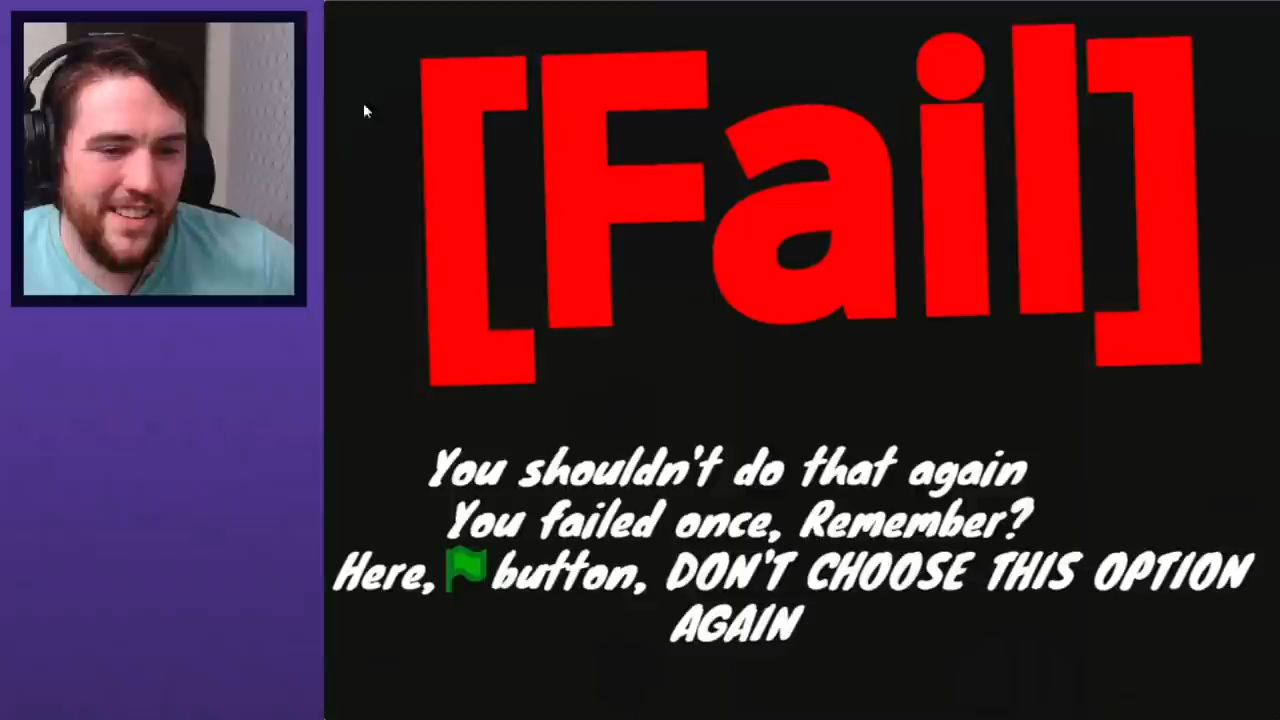 [Fail]
You shouldn't do that again
You failed once, Remember?
Here, button, DON'T CHOOSE THIS OPTION
AGAIN